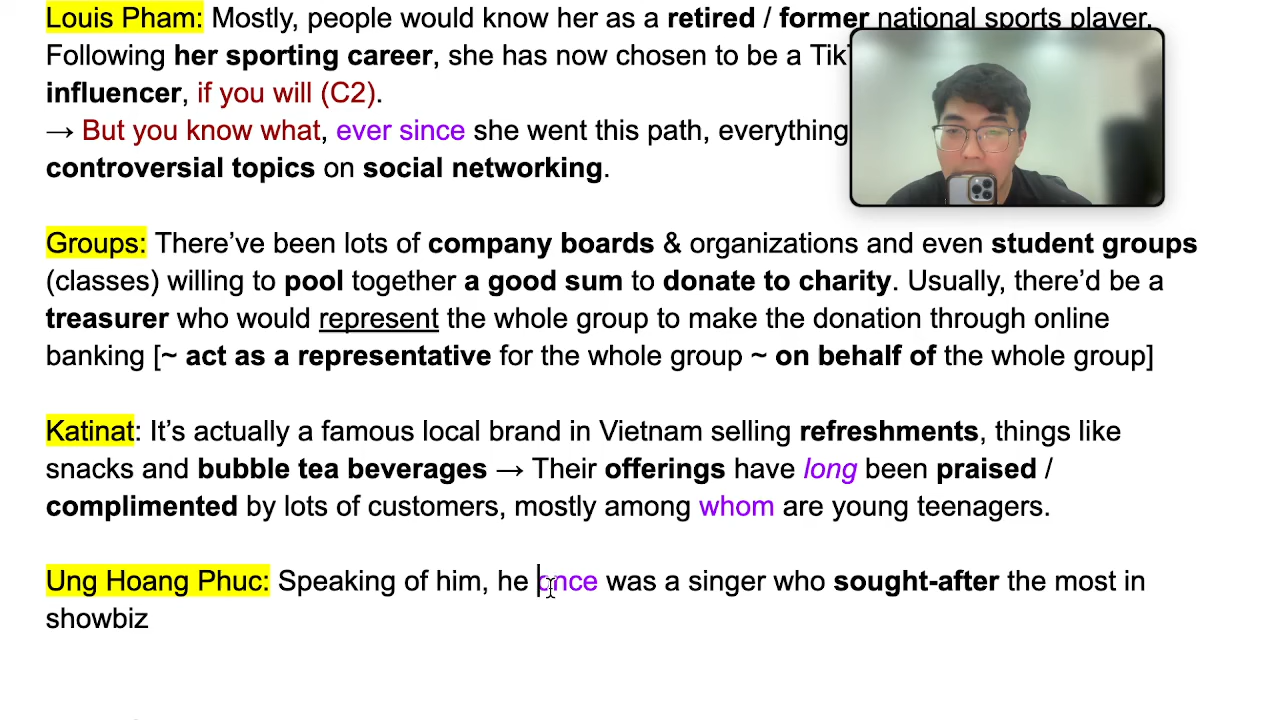 Louis Pham: Mostly, people would know her as a retired / former national sports player.
Following her sporting career, she has now chosen to be a
influencer, if you will (C2).
→ But you know what, ever since she went this path, everything
controversial topics on social networking.
Groups: There’ve been lots of company boards & organizations and even student groups
(classes) willing to pool together a good sum to donate to charity. Usually, there’d be a
treasurer who would represent the whole group to make the donation through online
banking [~ act as a representative for the whole group ~ on behalf of the whole group]
Katinat: It’s actually a famous local brand in Vietnam selling refreshments, things like
snacks and bubble tea beverages → Their offerings have long been praised /
complimented by lots of customers, mostly among whom are young teenagers.
Ung Hoang Phuc: Speaking of him, he once was a singer who sought-after the most in
showbiz